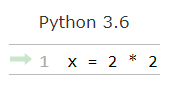 Python 3.6
1 x = 2 * 2